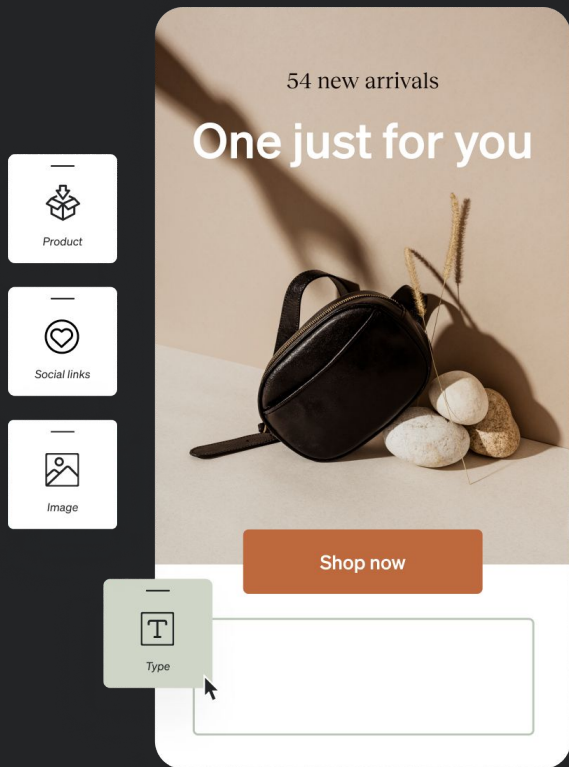 54 new arrivals
One just for you
Product
Social links
Image
Shop now
T
Type